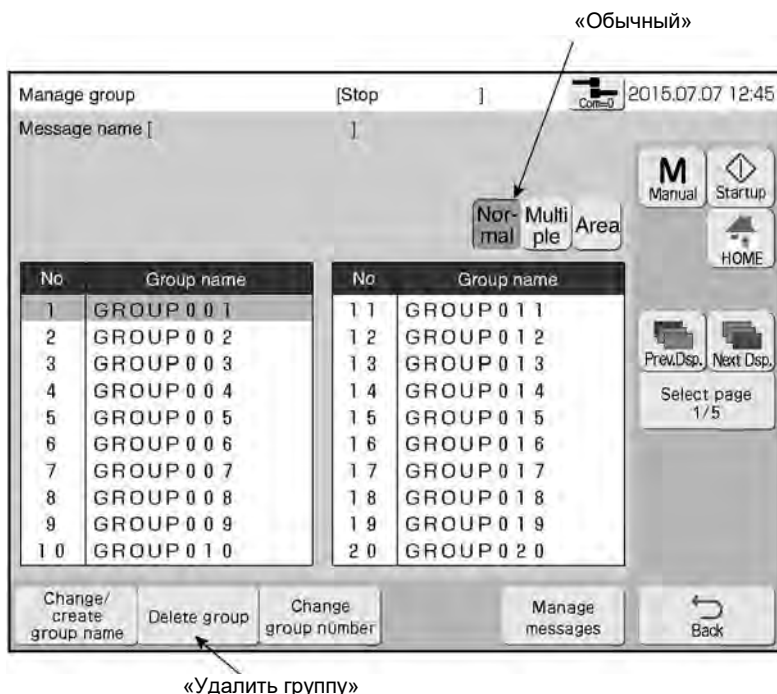 «Обычный»
Manage group [Stop ] Com=0 2015.07.07 12:45
Message name [ ]
M
Manual
Startup
Nor-
mal
Multi
ple
Area
HOME
No Group name
1 GROUP001
2 GROUP002
3 GROUP003
4 GROUP004
5 GROUP005
6 GROUP006
7 GROUP007
8 GROUP008
9 GROUP009
10 GROUP010
No Group name
11 GROUP011
12 GROUP012
13 GROUP013
14 GROUP014
15 GROUP015
16 GROUP016
17 GROUP017
18 GROUP018
19 GROUP019
20 GROUP020
Prev.Dsp. Next Dsp.
Select page
1/5
Change/
create
group name
Delete group
Change
group number
Manage
messages
Back
«Удалить группу»